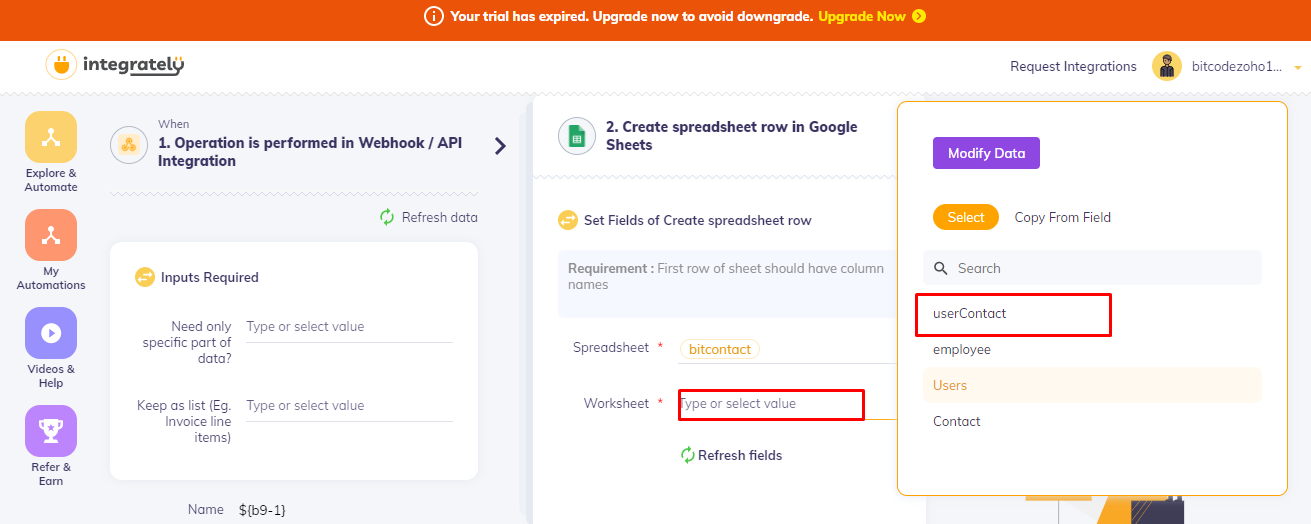 Your trial has expired. Upgrade now to avoid downgrade. Upgrade Now
integrately
Request Integrations
bitcodezoho1...
Explore &
Automate
My
Automations
Videos &
Help
Refer &
Earn
When
1. Operation is performed in Webhook / API
Integration
Refresh data
Inputs Required
Need only
specific part of
data?
Type or select value
Keep as list (Eg.
Invoice line
items)
Type or select value
Name ${b9-1}
2. Create spreadsheet row in Google
Sheets
Set Fields of Create spreadsheet row
Requirement : First row of sheet should have column
names
Spreadsheet * bitcontact
Worksheet * Type or select value
Refresh fields
Modify Data
Select Copy From Field
Search
userContact
employee
Users
Contact